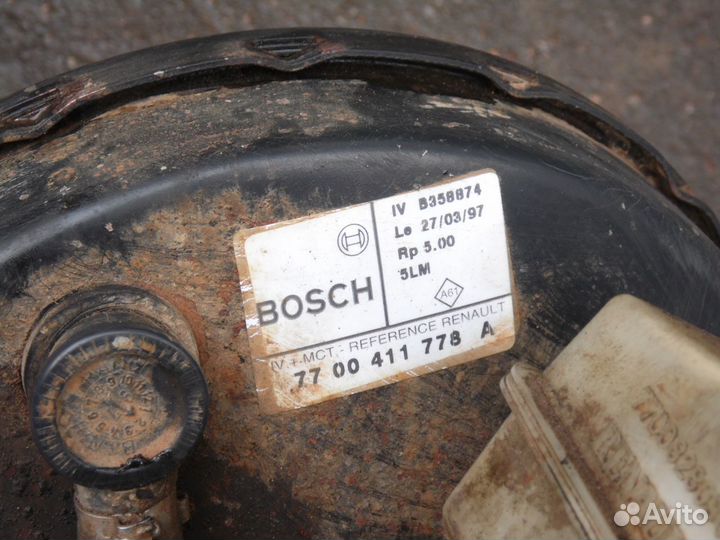 IV B358874
Le 27/03/97
Rp 5.00
5LM
A61
BOSCH
IV + MCT. - REFERENCE RENAULT
77 00 411 778 A
Avito